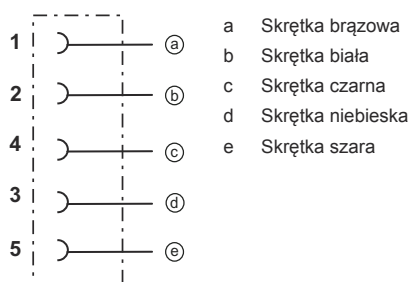 1 a
2 b
4 c
3 d
5 e
a Skrętka brązowa
b Skrętka biała
c Skrętka czarna
d Skrętka niebieska
e Skrętka szara